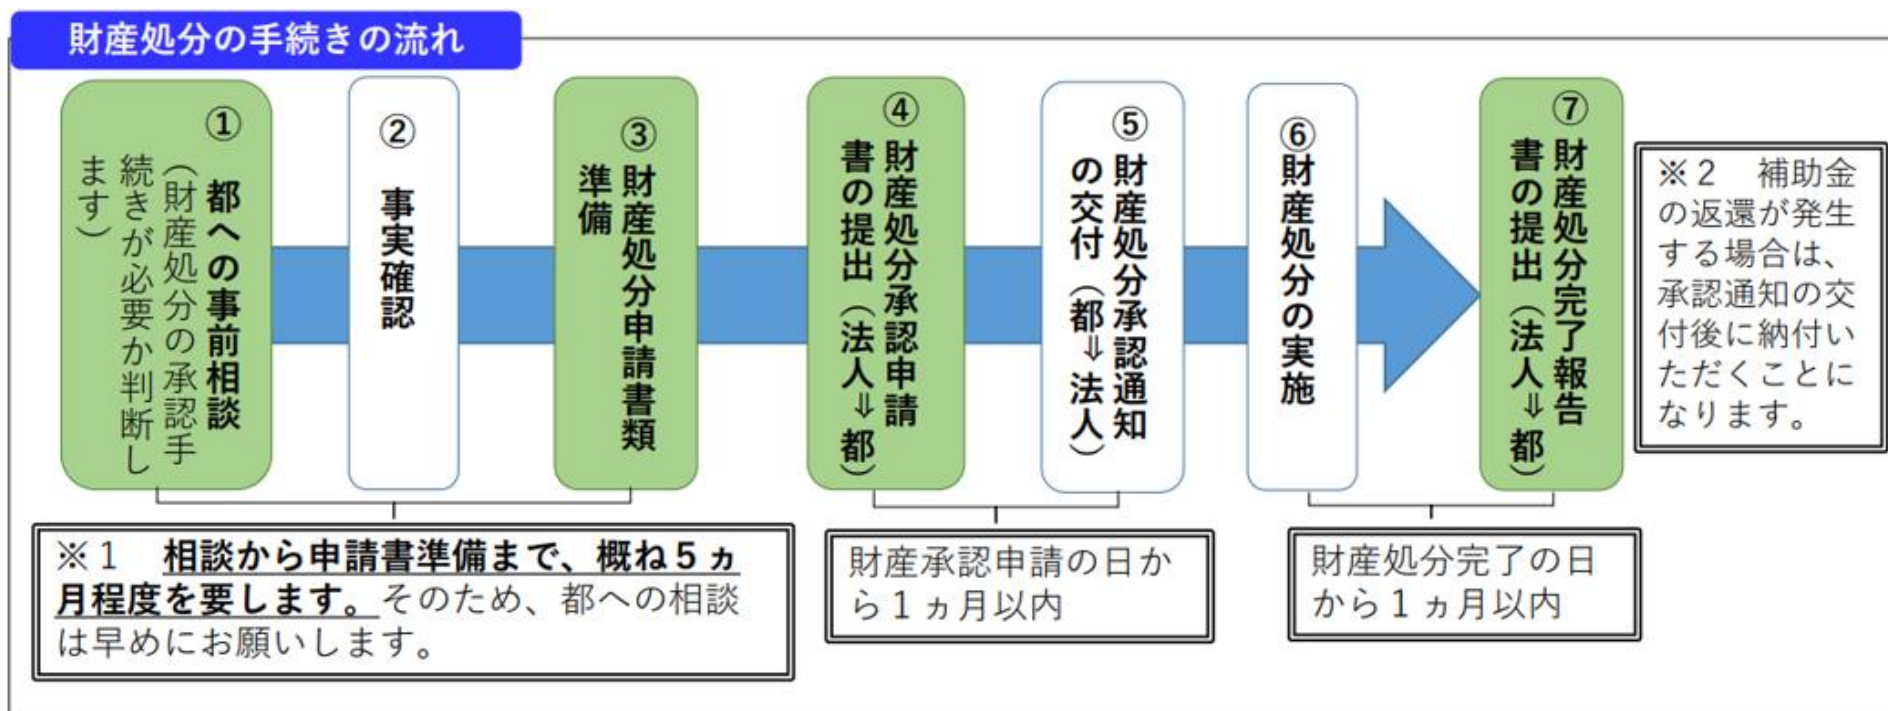 財産処分の手続きの流れ
①　都への事前相談
（財産処分の承認手
続きが必要か判断し
ます）
②　事実確認
③　財産処分申請書類
準備
④　財産処分承認申請
書の提出（法人⇒都）
⑤　財産処分承認通知
の交付（都⇒法人）
⑥財産処分の実施
⑦　財産処分完了報告
書の提出（法人⇒都）
※２　補助金
の返還が発生
する場合は、
承認通知の交
付後に納付い
ただくことに
なります。
※１　相談から申請書準備まで、概ね５ヵ
月程度を要します。そのため、都への相談
は早めにお願いします。
財産承認申請の日か
ら１ヵ月以内
財産処分完了の日
から１ヵ月以内